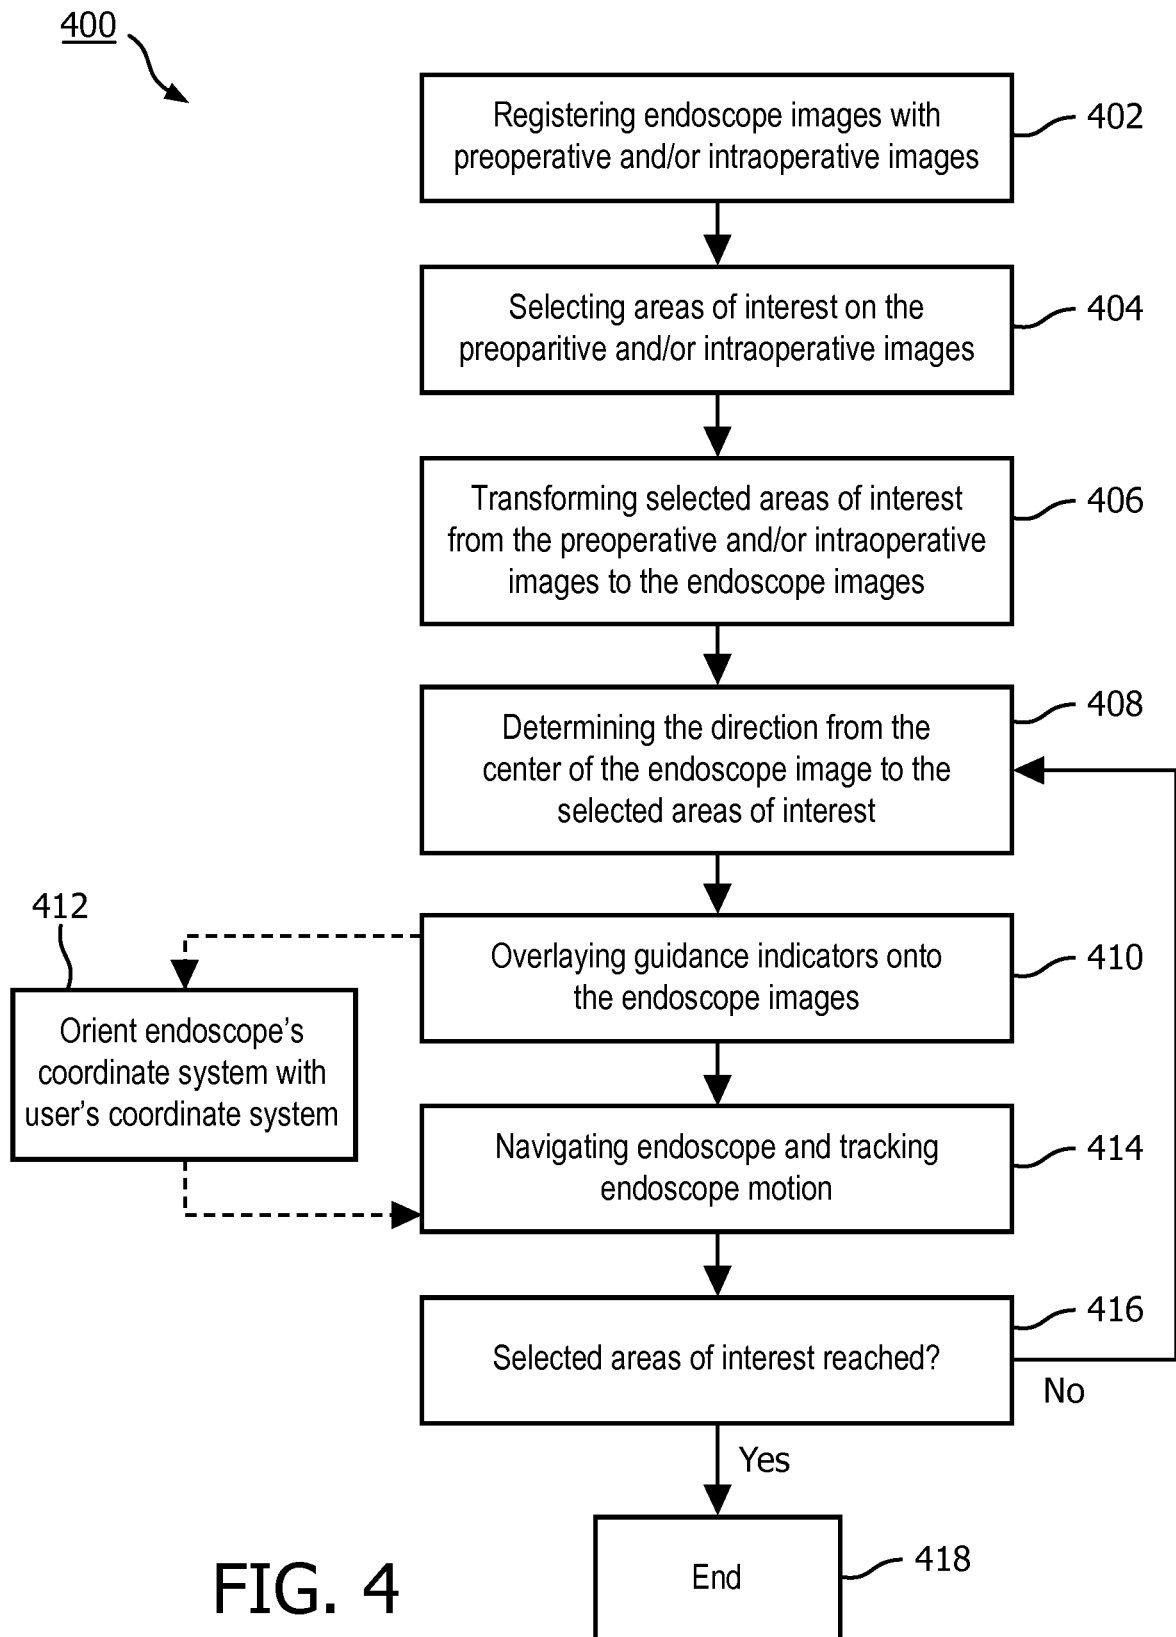 400
Registering endoscope images with
preoperative and/or intraoperative images
402
Selecting areas of interest on the
preoparitive and/or intraoperative images
404
Transforming selected areas of interest
from the preoperative and/or intraoperative
images to the endoscope images
406
Determining the direction from the
center of the endoscope image to the
selected areas of interest
408
Overlaying guidance indicators onto
the endoscope images
410
412
Orient endoscope's
coordinate system with
user's coordinate system
Navigating endoscope and tracking
endoscope motion
414
Selected areas of interest reached?
416
No
Yes
End
418
FIG. 4